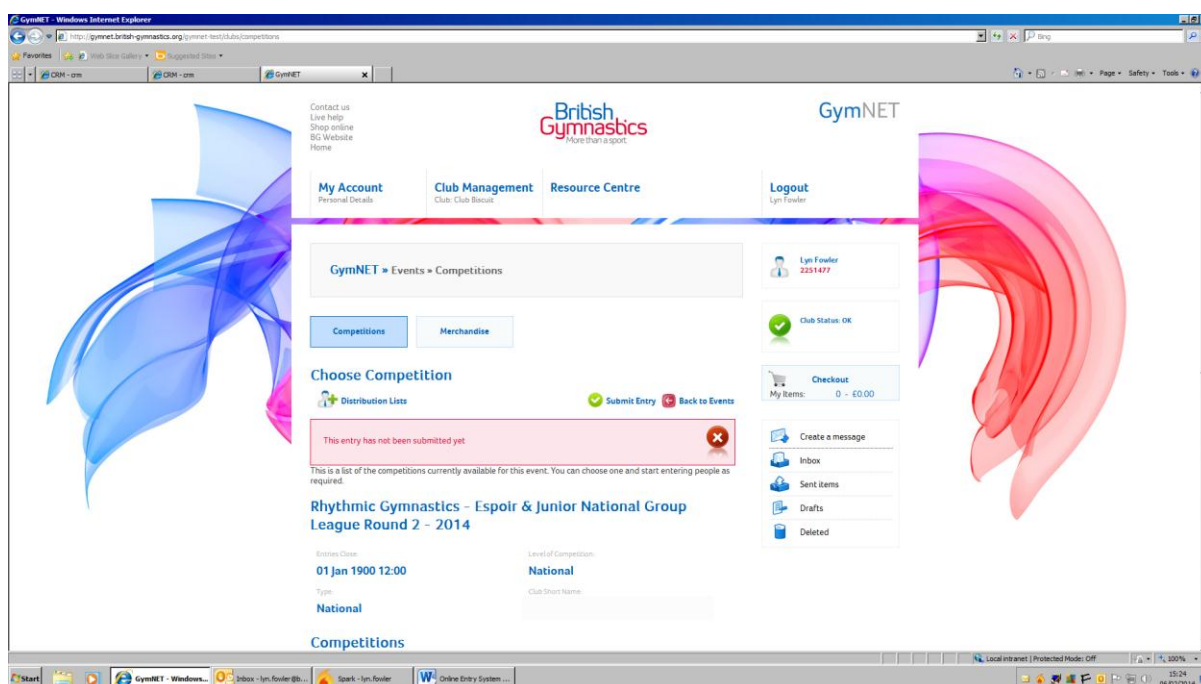 GymNET - Windows Internet Explorer
http://gymnet.british-gymnastics.org/gymnet-test/clubs/competitions
Bing
Favorites Web Slice Gallery Suggested Sites
CRM - crm CRM - crm GymNET
Page Safety Tools
Contact us
Live help
Shop online
BG Website
Home
British
Gymnastics
More than a sport
GymNET
My Account Club Management Resource Centre Logout
Personal Details Club: Club Biscuit Lyn Fowler
GymNET » Events » Competitions
Lyn Fowler
2251477
Club Status: OK
Competitions Merchandise
Choose Competition
Distribution Lists Submit Entry Back to Events
Checkout
My Items: 0 - £0.00
This entry has not been submitted yet
This is a list of the competitions currently available for this event. You can choose one and start entering people as
required.
Create a message
Inbox
Sent items
Drafts
Deleted
Rhythmic Gymnastics - Espoir & Junior National Group
League Round 2 - 2014
Entries Close: Level of Competition:
01 Jan 1900 12:00 National
Type: Club Short Name:
National
Competitions
Local intranet | Protected Mode: Off 100%
Start GymNET - Windows... Inbox - lyn.fowler@b... Spark - lyn.fowler Online Entry System ... 15:24
06/02/2014